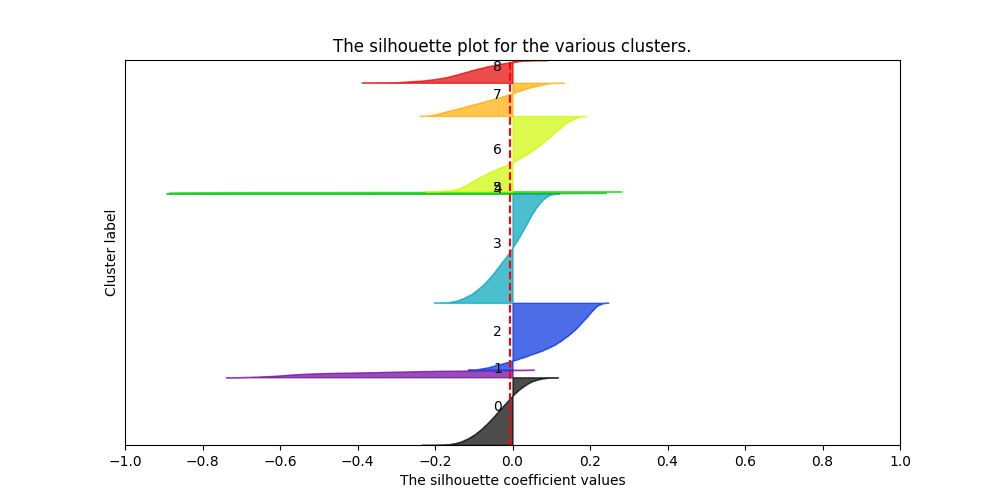 The silhouette plot for the various clusters.
8
7
6
4
3
2
1
0
Cluster label
−1.0 −0.8 −0.6 −0.4 −0.2 0.0 0.2 0.4 0.6 0.8 1.0
The silhouette coefficient values